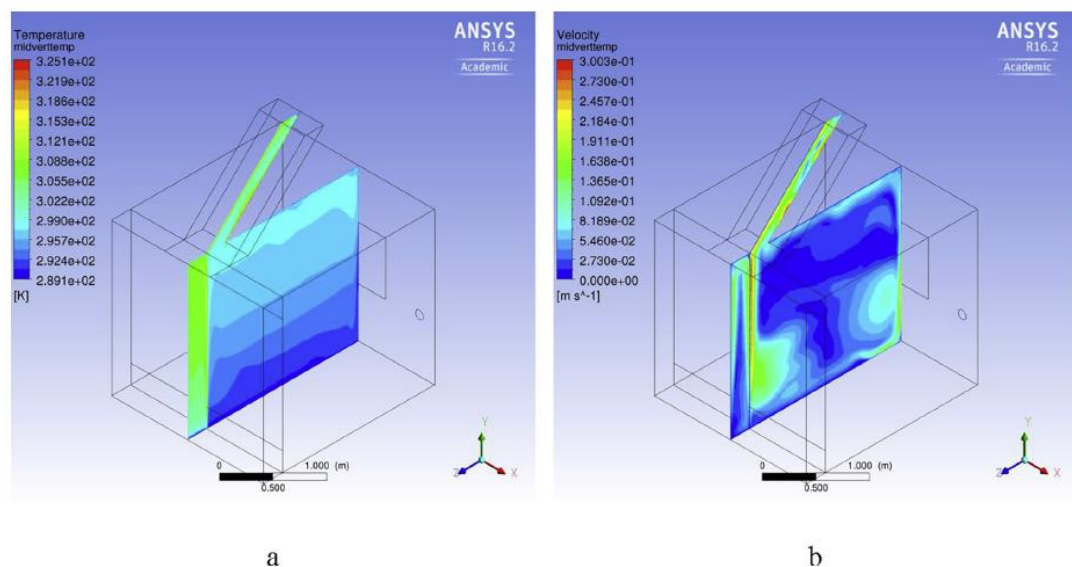 Temperature
midverttemp
3.251e+02
3.219e+02
3.186e+02
3.153e+02
3.121e+02
3.088e+02
3.055e+02
3.022e+02
2.990e+02
2.957e+02
2.924e+02
2.891e+02
[K]
ANSYS
R16.2
Academic
0 1.000 (m)
0.500
Y
Z X
a
Velocity
midverttemp
3.003e-01
2.730e-01
2.457e-01
2.184e-01
1.911e-01
1.638e-01
1.365e-01
1.092e-01
8.189e-02
5.460e-02
2.730e-02
0.000e+00
[m s^-1]
ANSYS
R16.2
Academic
0 1.000 (m)
0.500
Y
Z X
b